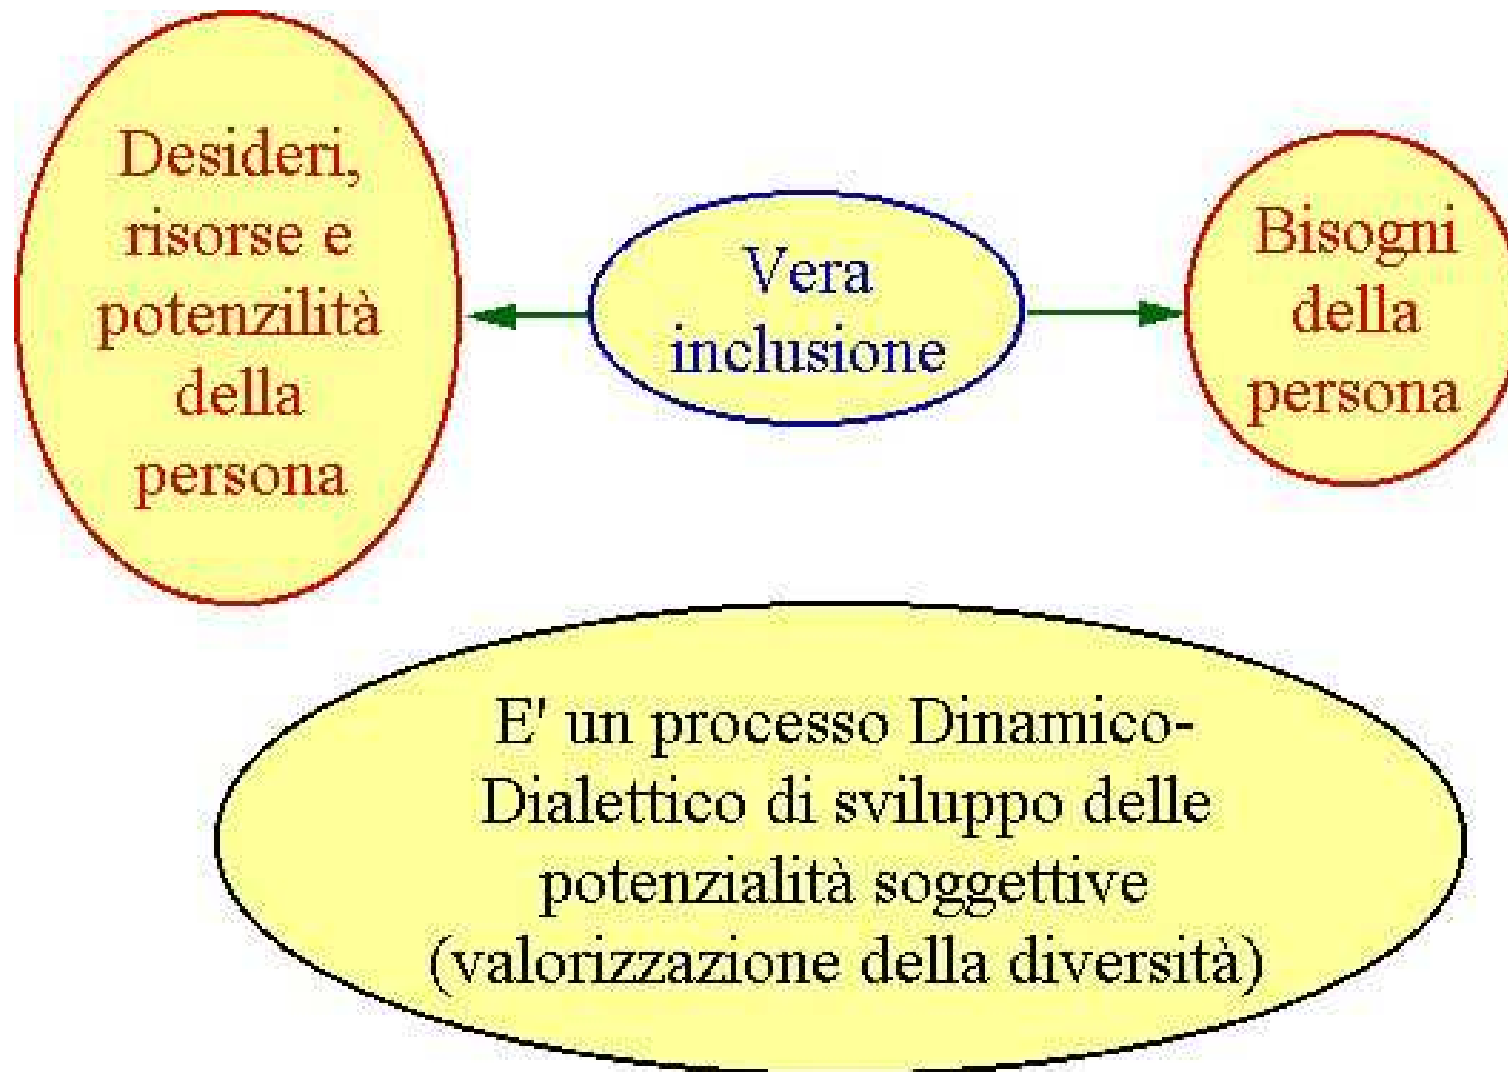 Desideri,
risorse e
potenzilità
della
persona
Vera
inclusione
Bisogni
della
persona
E' un processo Dinamico-
Dialettico di sviluppo delle
potenzialità soggettive
(valorizzazione della diversità)